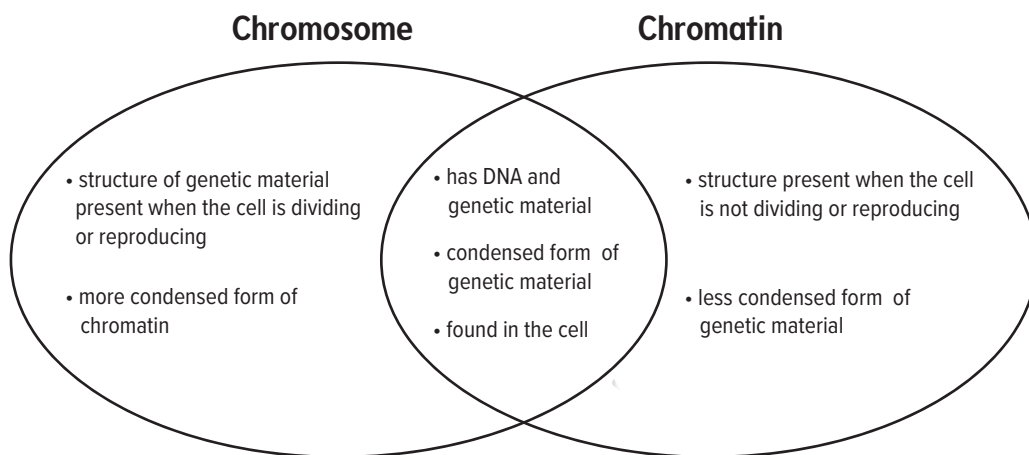 Chromosome
Chromatin
• structure of genetic material
present when the cell is dividing
or reproducing
• more condensed form of
chromatin
• has DNA and
genetic material
• condensed form of
genetic material
• found in the cell
• structure present when the cell
is not dividing or reproducing
• less condensed form of
genetic material